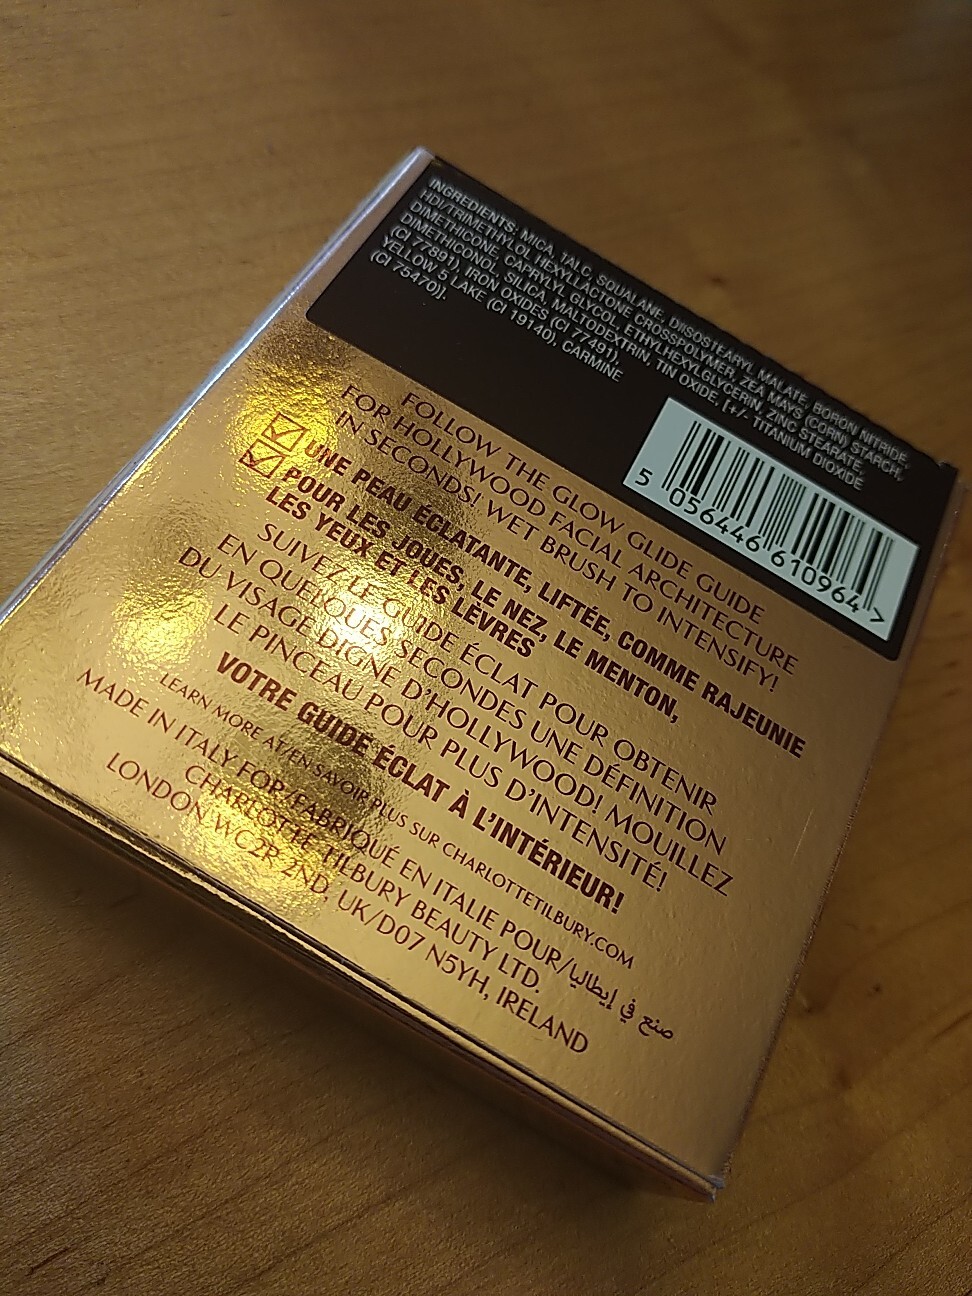 INGREDIENTS: MICA, TALC, SQUALANE, DIISOSTEARYL MALATE, BORON NITRIDE,
HDI/TRIMETHYLOL HEXYLLACTONE CROSSPOLYMER, ZEA MAYS (CORN) STARCH,
DIMETHICONE, CAPRYLYL GLYCOL, ETHYLHEXYLGLYCERIN, ZINC STEARATE,
DIMETHICONOL, SILICA, MALTODEXTRIN, TIN OXIDE, [+/- TITANIUM DIOXIDE
(CI 77891), IRON OXIDES (CI 77491),
YELLOW 5 LAKE (CI 19140), CARMINE
(CI 75470)].
5 056446 610964 >
FOLLOW THE GLOW GLIDE GUIDE
FOR HOLLYWOOD FACIAL ARCHITECTURE
IN SECONDS! WET BRUSH TO INTENSIFY!
UNE PEAU ÉCLATANTE, LIFTÉE, COMME RAJEUNIE
POUR LES JOUES, LE NEZ, LE MENTON,
LES YEUX ET LES LÈVRES
SUIVEZ LE GUIDE ÉCLAT POUR OBTENIR
EN QUELQUES SECONDES UNE DÉFINITION
DU VISAGE DIGNE D'HOLLYWOOD! MOUILLEZ
LE PINCEAU POUR PLUS D'INTENSITÉ!
VOTRE GUIDE ÉCLAT À L'INTÉRIEUR!
LEARN MORE AT/EN SAVOIR PLUS SUR CHARLOTTETILBURY.COM
MADE IN ITALY FOR/FABRIQUÉ EN ITALIE POUR/صنع في إيطاليا
CHARLOTTE TILBURY BEAUTY LTD.
LONDON WC2R 2ND, UK/D07 N5YH, IRELAND